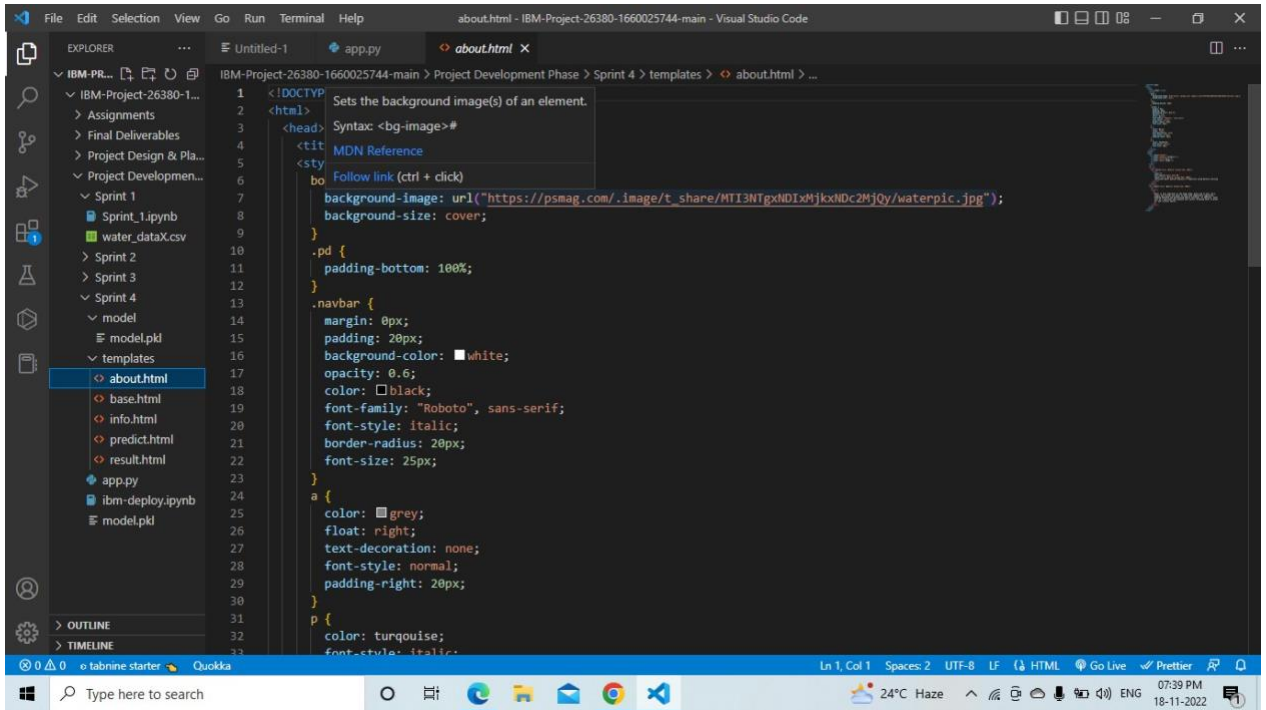 File Edit Selection View Go Run Terminal Help
about.html - IBM-Project-26380-1660025744-main - Visual Studio Code
EXPLORER
IBM-PR...
IBM-Project-26380-1...
Assignments
Final Deliverables
Project Design & Pla...
Project Developmen...
Sprint 1
Sprint_1.ipynb
water_dataX.csv
Sprint 2
Sprint 3
Sprint 4
model
model.pkl
templates
about.html
base.html
info.html
predict.html
result.html
app.py
ibm-deploy.ipynb
model.pkl
OUTLINE
TIMELINE
Untitled-1 app.py about.html
IBM-Project-26380-1660025744-main > Project Development Phase > Sprint 4 > templates > about.html > ...
Sets the background image(s) of an element.
Syntax: <bg-image>#
MDN Reference
Follow link (ctrl + click)
1 <!DOCTYP
2 <html>
3 <head>
4 <tit
5 <sty
6 bo
7 background-image: url("https://psmag.com/.image/t_share/MTI3NTgxNDIxMjkxNDc2MjQy/waterpic.jpg");
8 background-size: cover;
9 }
10 .pd {
11 padding-bottom: 100%;
12 }
13 .navbar {
14 margin: 0px;
15 padding: 20px;
16 background-color: white;
17 opacity: 0.6;
18 color: black;
19 font-family: "Roboto", sans-serif;
20 font-style: italic;
21 border-radius: 20px;
22 font-size: 25px;
23 }
24 a {
25 color: grey;
26 float: right;
27 text-decoration: none;
28 font-style: normal;
29 padding-right: 20px;
30 }
31 p {
32 color: turqouise;
33 font-style: italic;
0 0 tabnine starter Quokka
Ln 1, Col 1 Spaces: 2 UTF-8 LF HTML Go Live Prettier
Type here to search
24°C Haze ENG
07:39 PM
18-11-2022